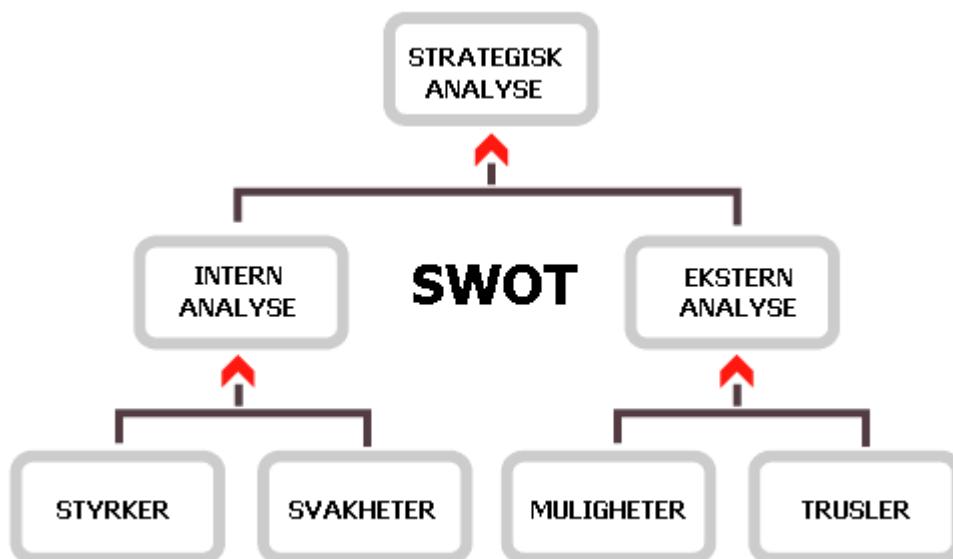 STRATEGISK
ANALYSE
INTERN
ANALYSE
SWOT
EKSTERN
ANALYSE
STYRKER
SVAKHETER
MULIGHETER
TRUSLER